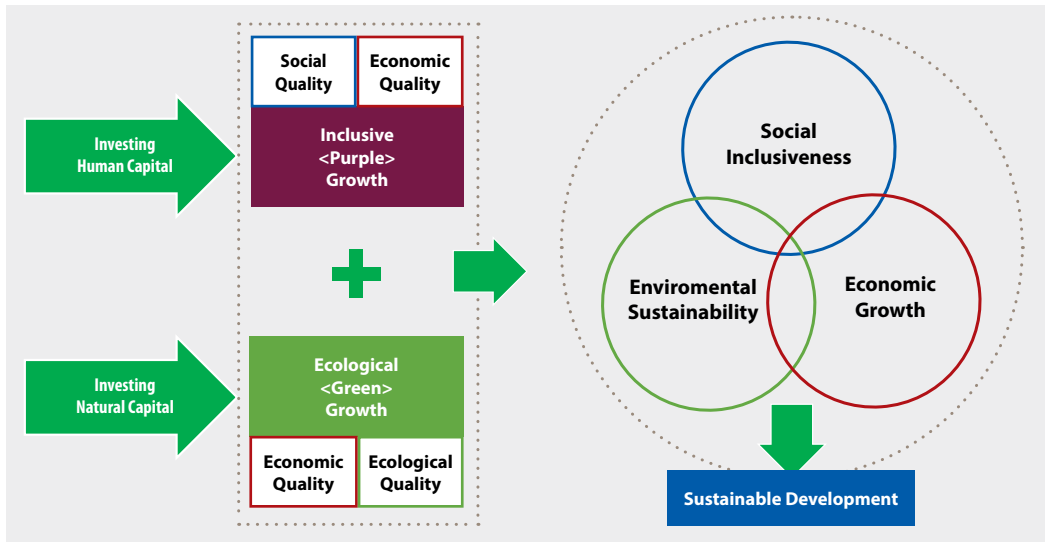 Social
Quality
Economic
Quality
Investing
Human Capital
Inclusive
<Purple>
Growth
Investing
Natural Capital
Ecological
<Green>
Growth
Economic
Quality
Ecological
Quality
Social
Inclusiveness
Enviromental
Sustainability
Economic
Growth
Sustainable Development